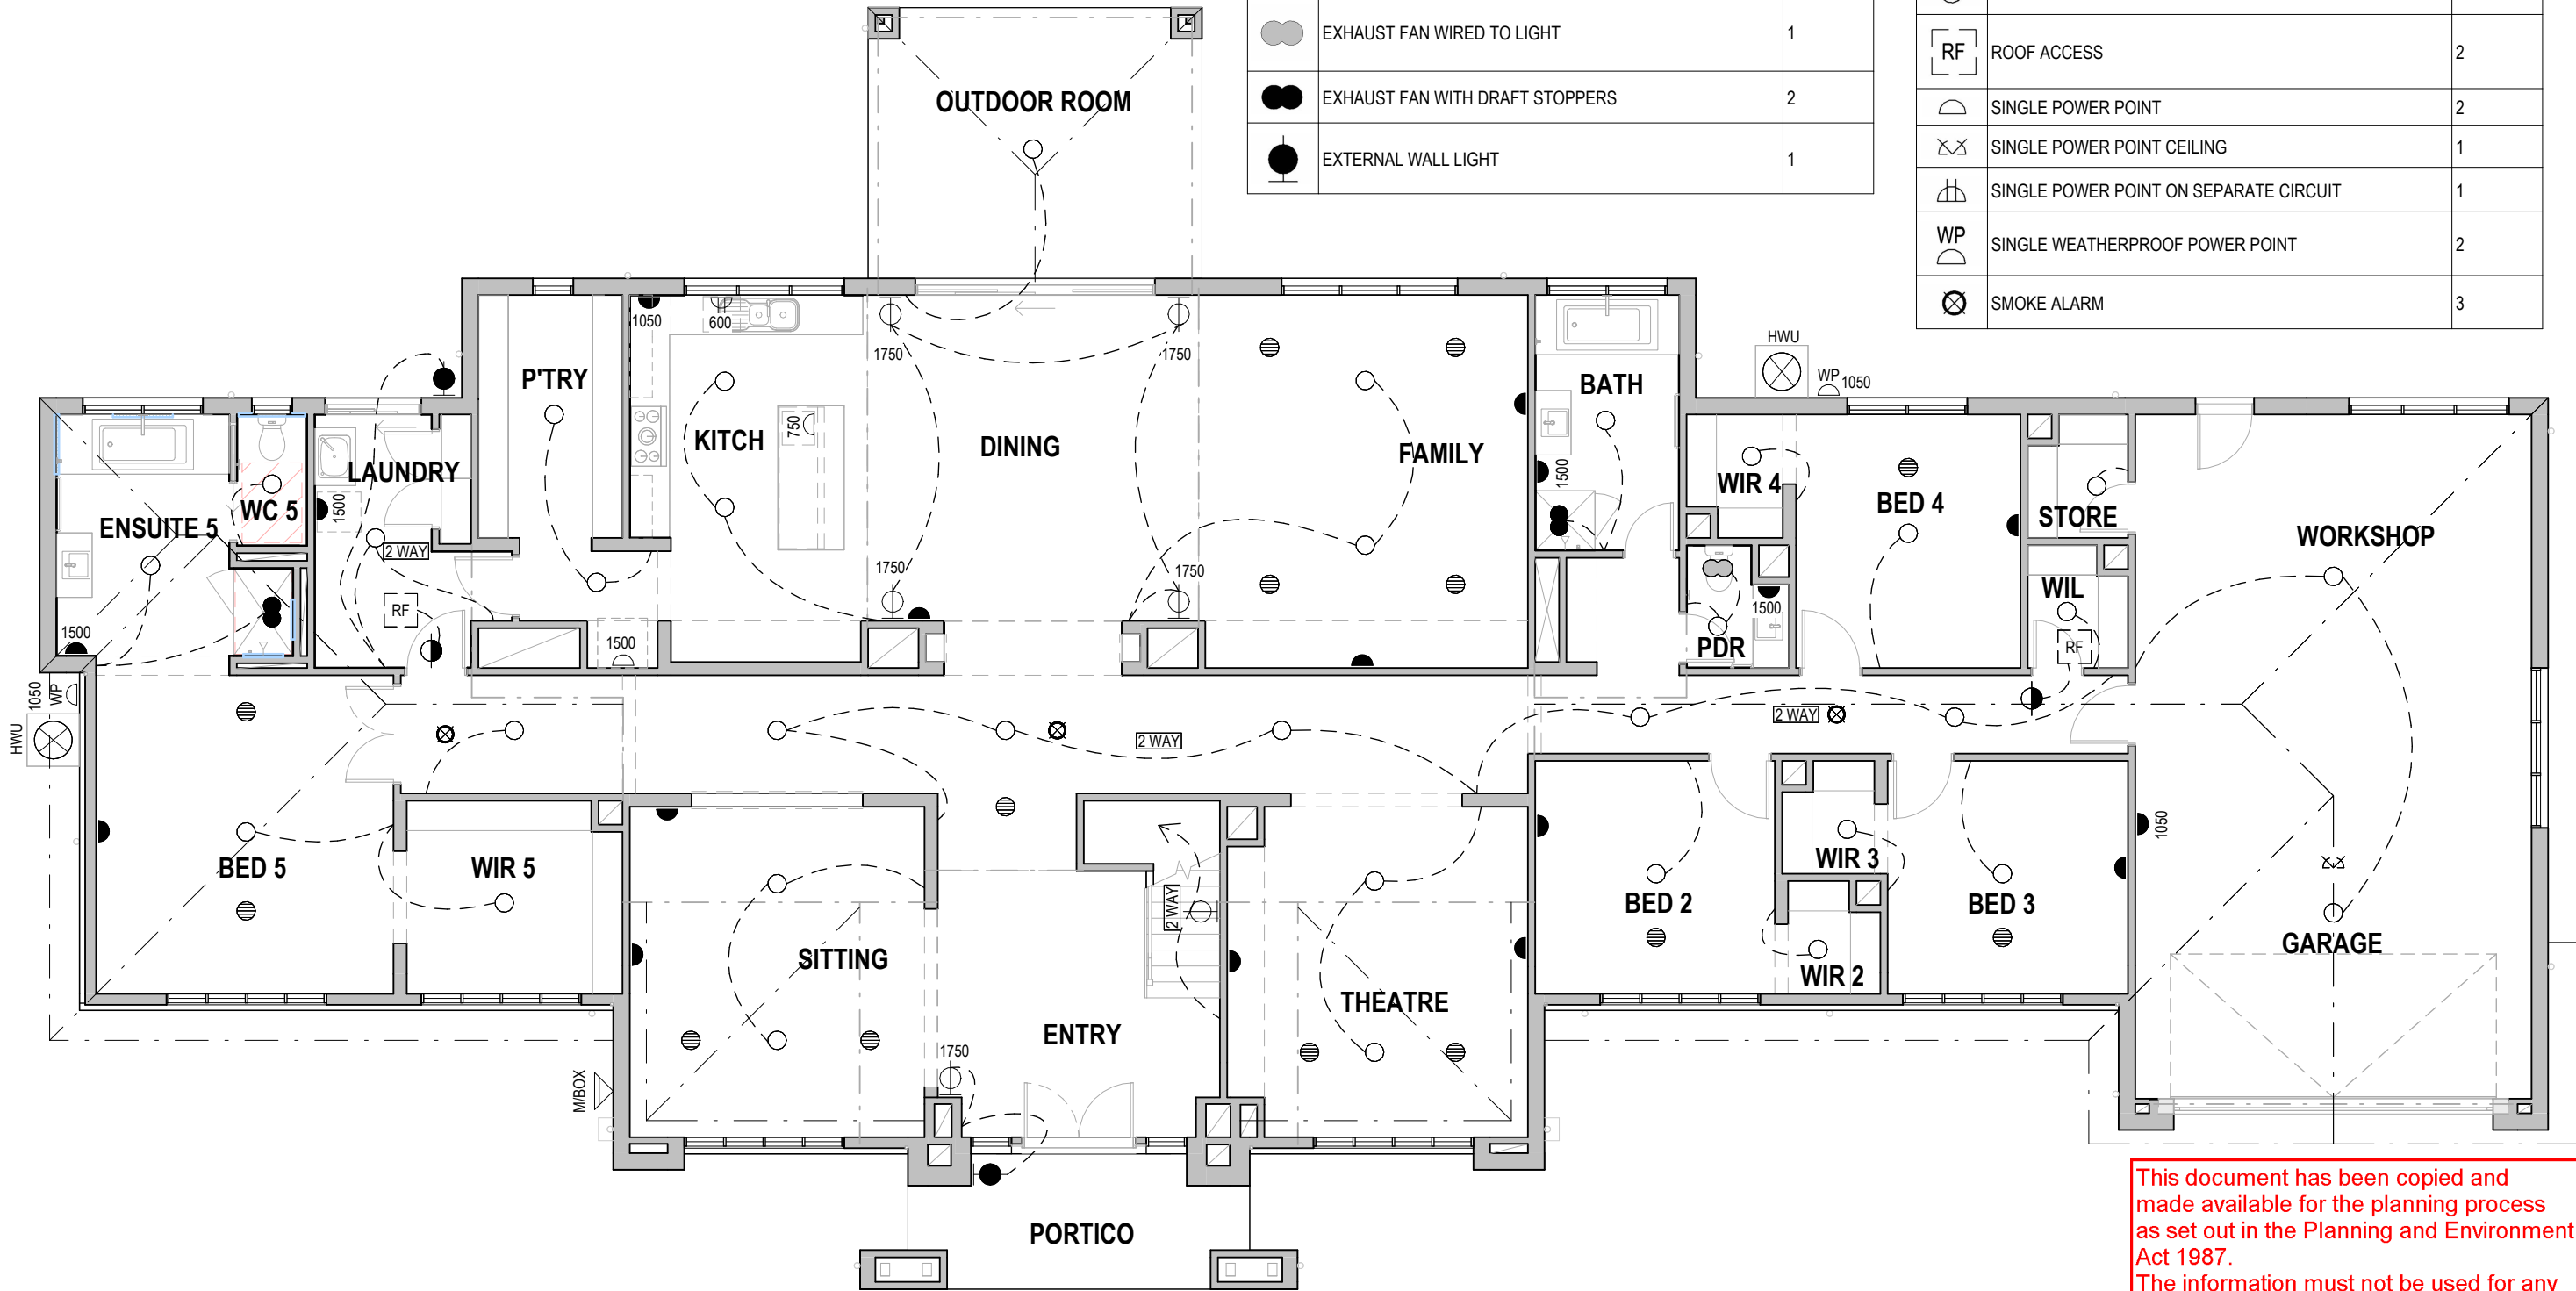 EXHAUST FAN WIRED TO LIGHT 1
EXHAUST FAN WITH DRAFT STOPPERS 2
EXTERNAL WALL LIGHT 1
RF ROOF ACCESS 2
SINGLE POWER POINT 2
SINGLE POWER POINT CEILING 1
SINGLE POWER POINT ON SEPARATE CIRCUIT 1
WP SINGLE WEATHERPROOF POWER POINT 2
SMOKE ALARM 3
OUTDOOR ROOM
1050
600
1750
1750
HWU
WP 1050
P'TRY
BATH
KITCH
750
DINING
FAMILY
LAUNDRY
1500
WC 5
ENSUITE 5
2 WAY
1500
WIR 4
BED 4
STORE
WORKSHOP
1750
1750
RF
1500
1500
WIL
1500
PDR
RF
1050
WP
HWU
2 WAY
2 WAY
1050
BED 5
WIR 5
WIR 3
2 WAY
BED 2
BED 3
SITTING
GARAGE
WIR 2
THEATRE
ENTRY
1750
M/BOX
PORTICO
This document has been copied and
made available for the planning process
as set out in the Planning and Environment
Act 1987.
The information must not be used for any